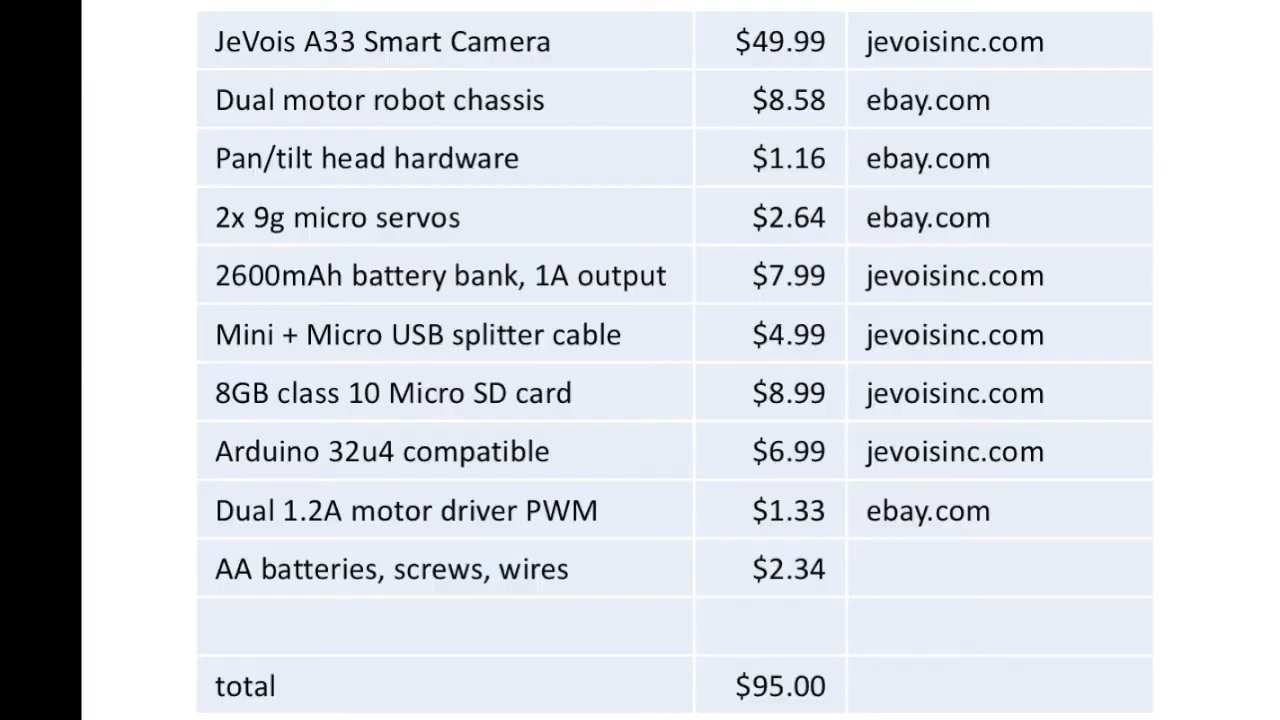 JeVois A33 Smart Camera $49.99 jevoisinc.com
Dual motor robot chassis $8.58 ebay.com
Pan/tilt head hardware $1.16 ebay.com
2x 9g micro servos $2.64 ebay.com
2600mAh battery bank, 1A output $7.99 jevoisinc.com
Mini + Micro USB splitter cable $4.99 jevoisinc.com
8GB class 10 Micro SD card $8.99 jevoisinc.com
Arduino 32u4 compatible $6.99 jevoisinc.com
Dual 1.2A motor driver PWM $1.33 ebay.com
AA batteries, screws, wires $2.34
total $95.00